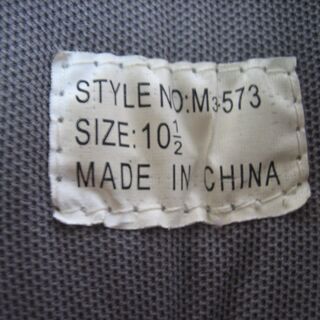 STYLE NO:M3-573
SIZE:10½
MADE IN CHINA